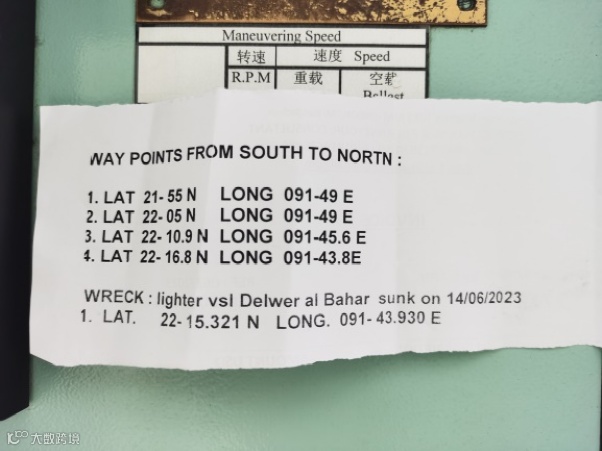 Maneuvering Speed
转速 速度 Speed
R.P.M 重载 空载
Ballast
WAY POINTS FROM SOUTH TO NORTN :
1. LAT 21-55 N LONG 091-49 E
2. LAT 22-05 N LONG 091-49 E
3. LAT 22-10.9 N LONG 091-45.6 E
4. LAT 22-16.8 N LONG 091-43.8E
WRECK : lighter vsl Delwer al Bahar sunk on 14/06/2023
1. LAT. 22-15.321 N LONG. 091-43.930 E
大数跨境